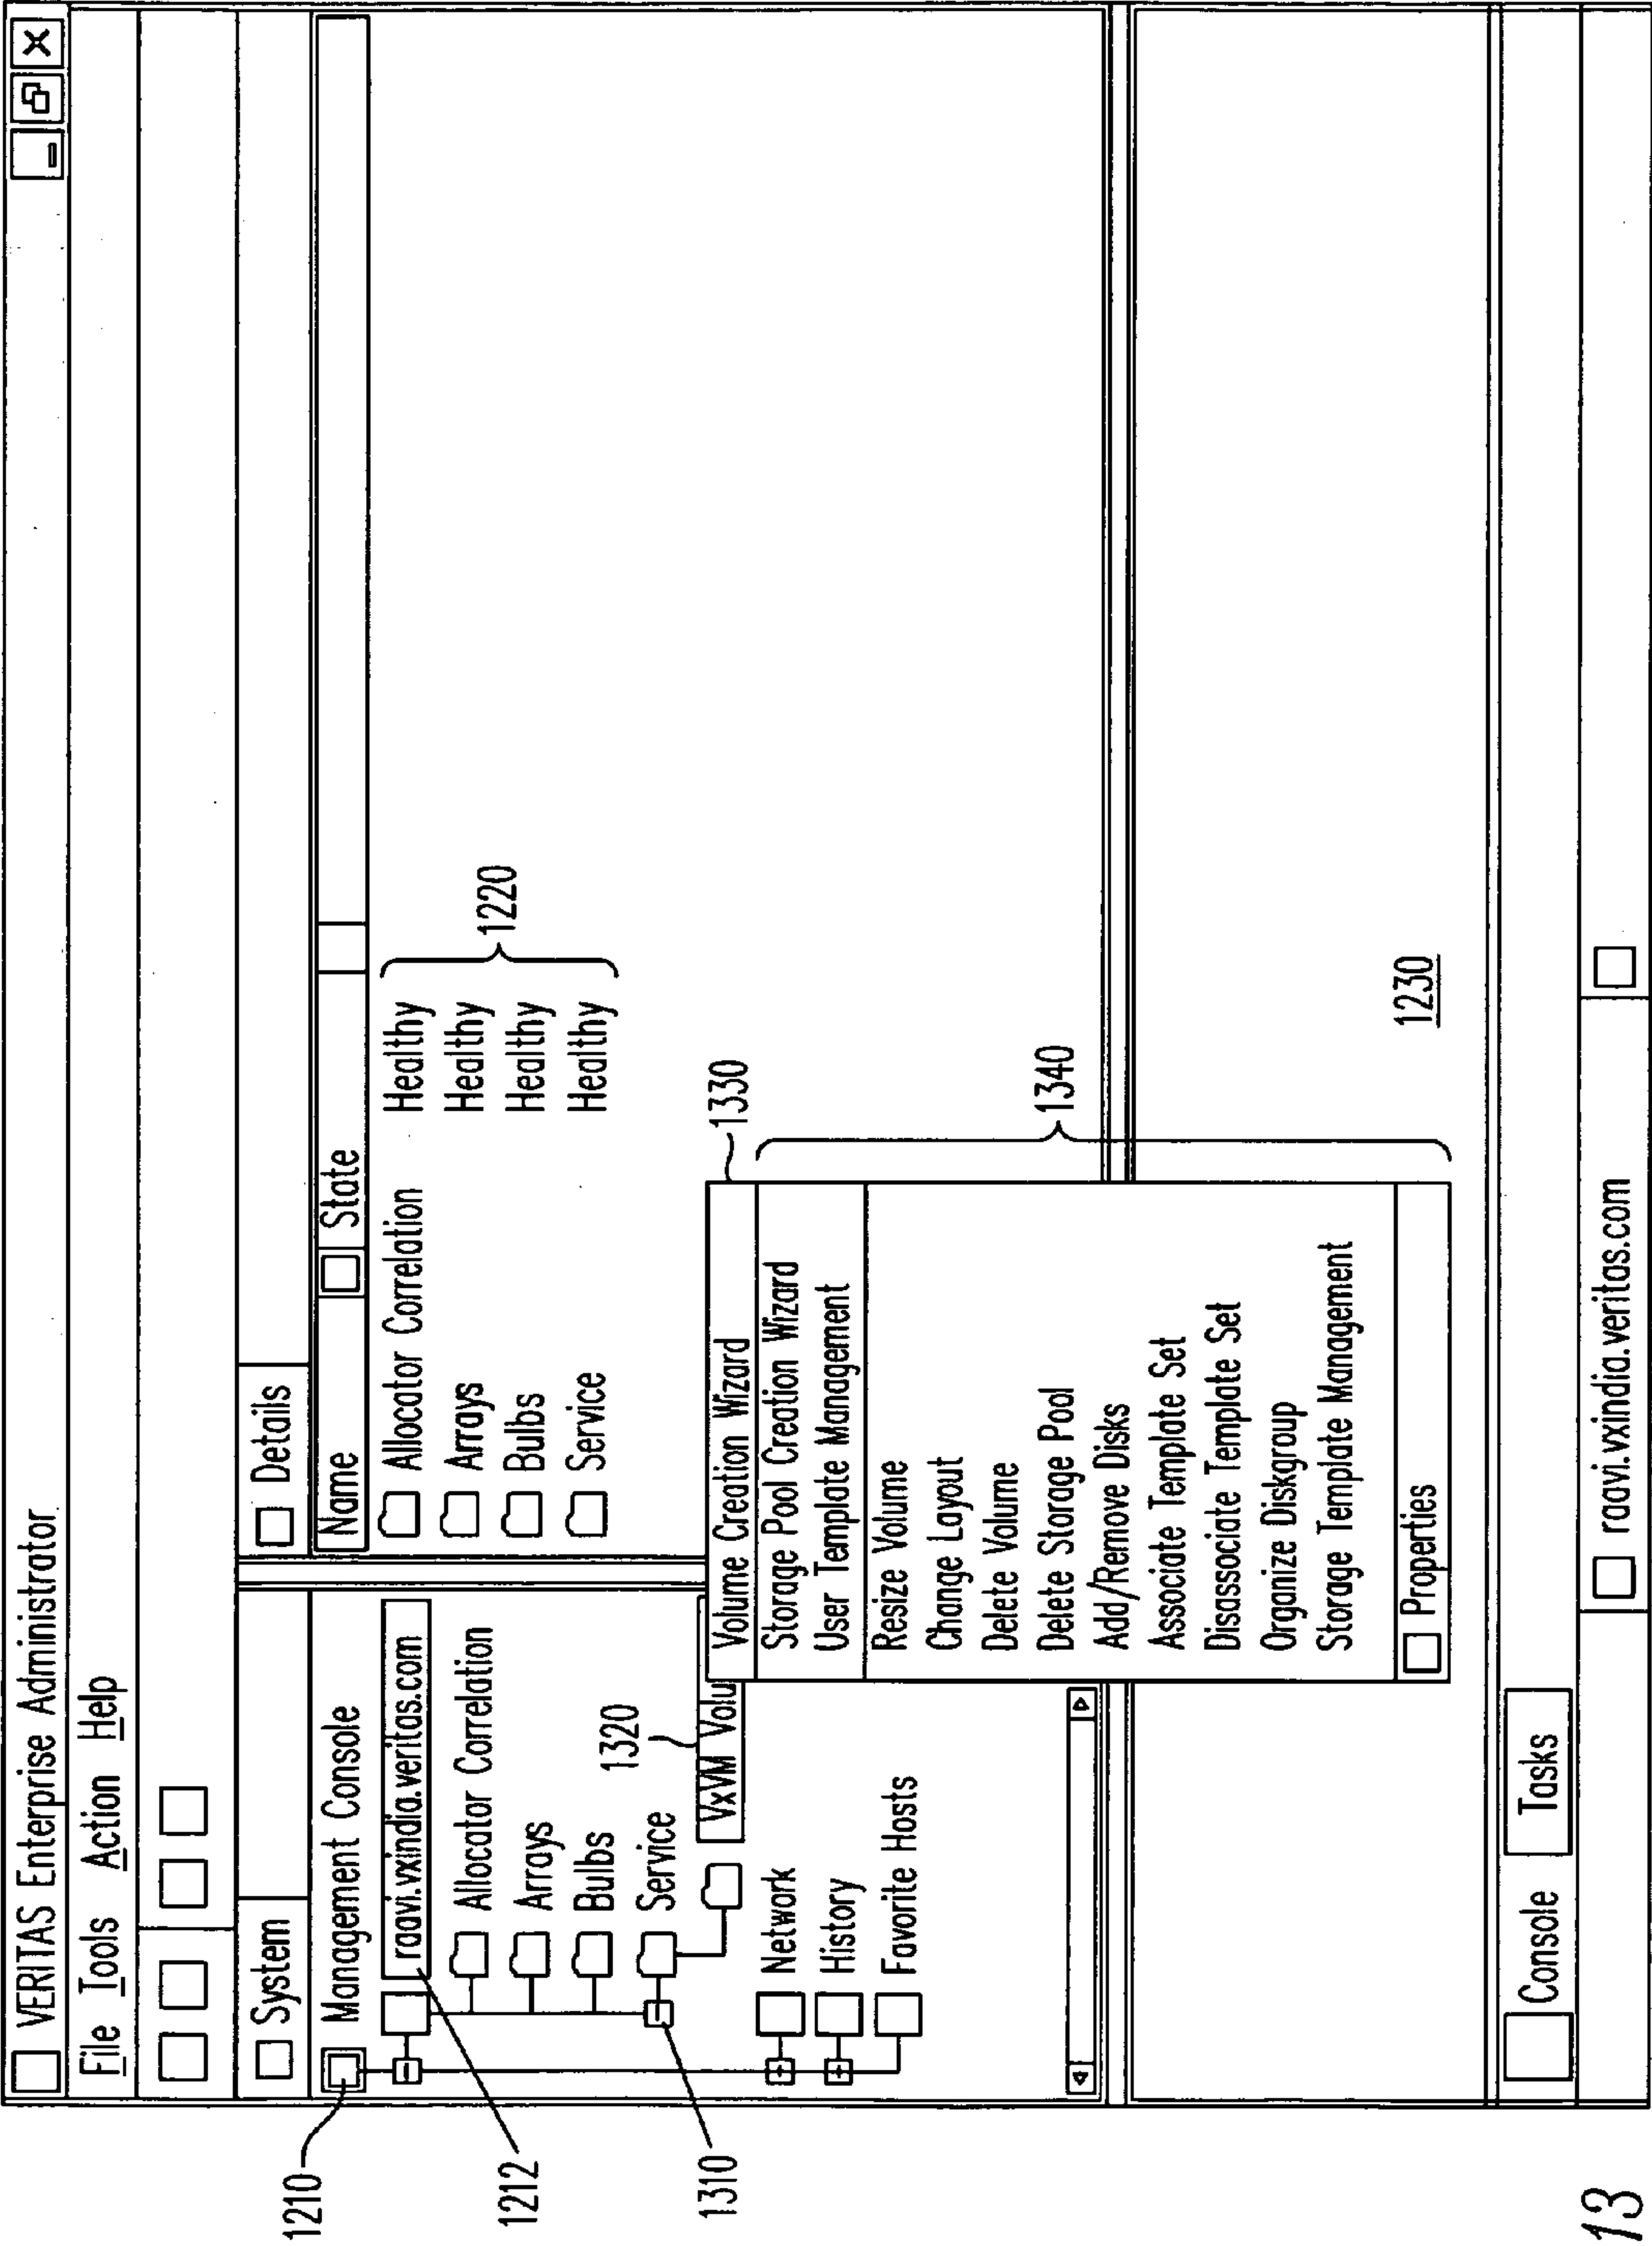 VERITAS Enterprise Administrator
File Tools Action Help
System
Details
Management Console
raavi.vxindia.veritas.com
Allocator Correlation
Arrays
Bulbs
Service
VxVM Volu
Network
History
Favorite Hosts
Name State
Allocator Correlation Healthy
Arrays Healthy
Bulbs Healthy
Service Healthy
Volume Creation Wizard
Storage Pool Creation Wizard
User Template Management
Resize Volume
Change Layout
Delete Volume
Delete Storage Pool
Add/Remove Disks
Associate Template Set
Disassociate Template Set
Organize Diskgroup
Storage Template Management
Properties
Console Tasks
raavi.vxindia.veritas.com
1210
1212
1310
1320
1220
1330
1340
1230
13